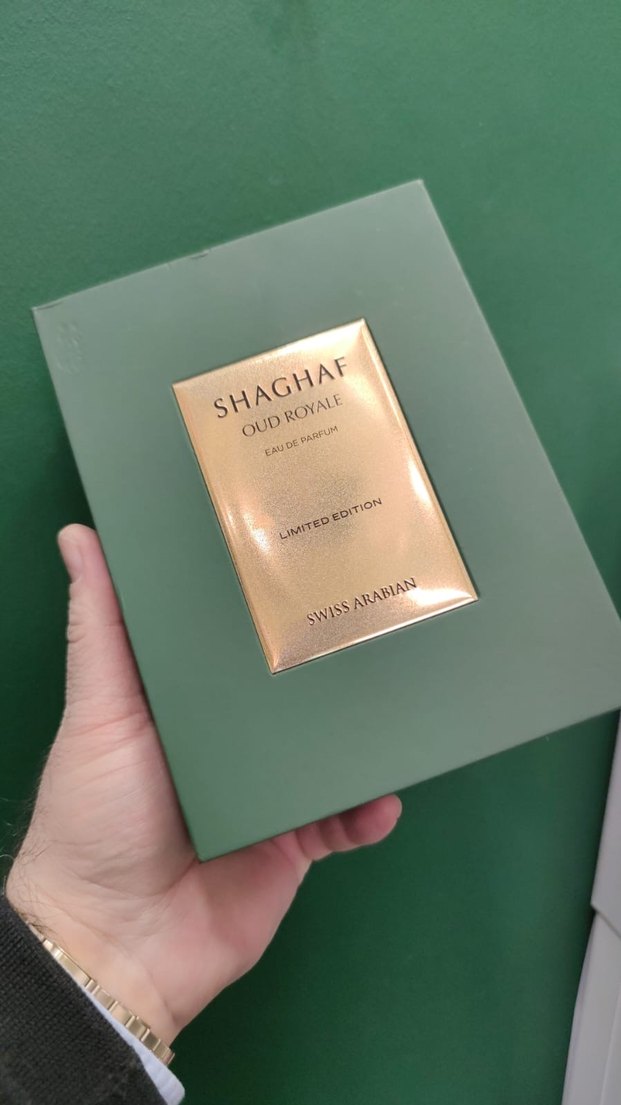 SHAGHAF
OUD ROYALE
EAU DE PARFUM
LIMITED EDITION
SWISS ARABIAN